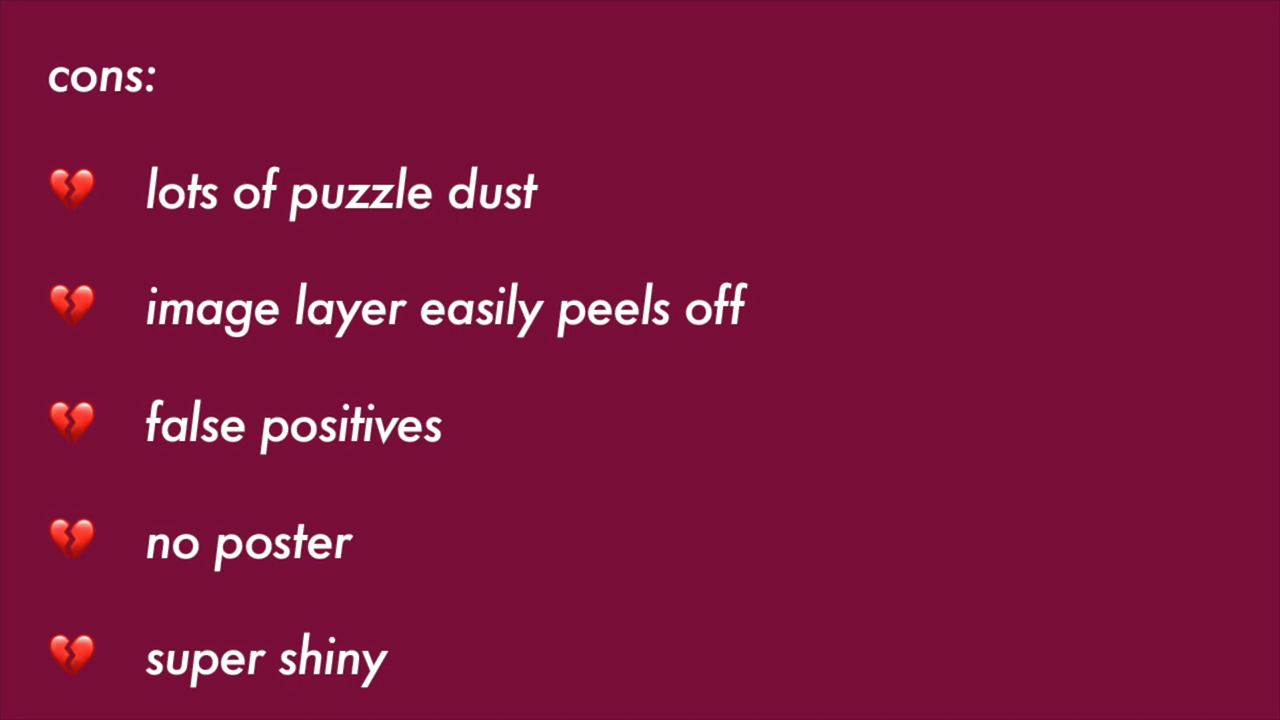 cons:
💔 lots of puzzle dust
💔 image layer easily peels off
💔 false positives
💔 no poster
💔 super shiny